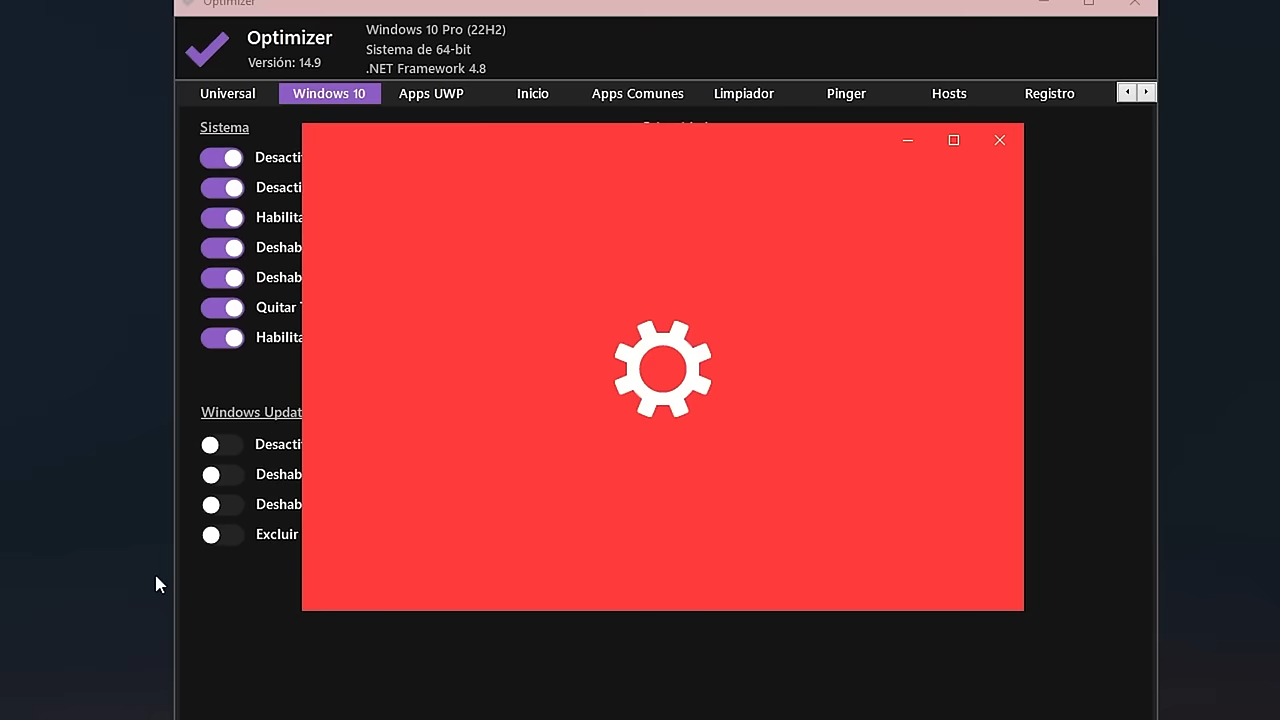 Optimizer
Optimizer
Versión: 14.9
Windows 10 Pro (22H2)
Sistema de 64-bit
.NET Framework 4.8
Universal Windows 10 Apps UWP Inicio Apps Comunes Limpiador Pinger Hosts Registro
Sistema
Desacti
Desacti
Habilita
Deshab
Deshab
Quitar
Habilita
Windows Updat
Desacti
Deshab
Deshab
Excluir